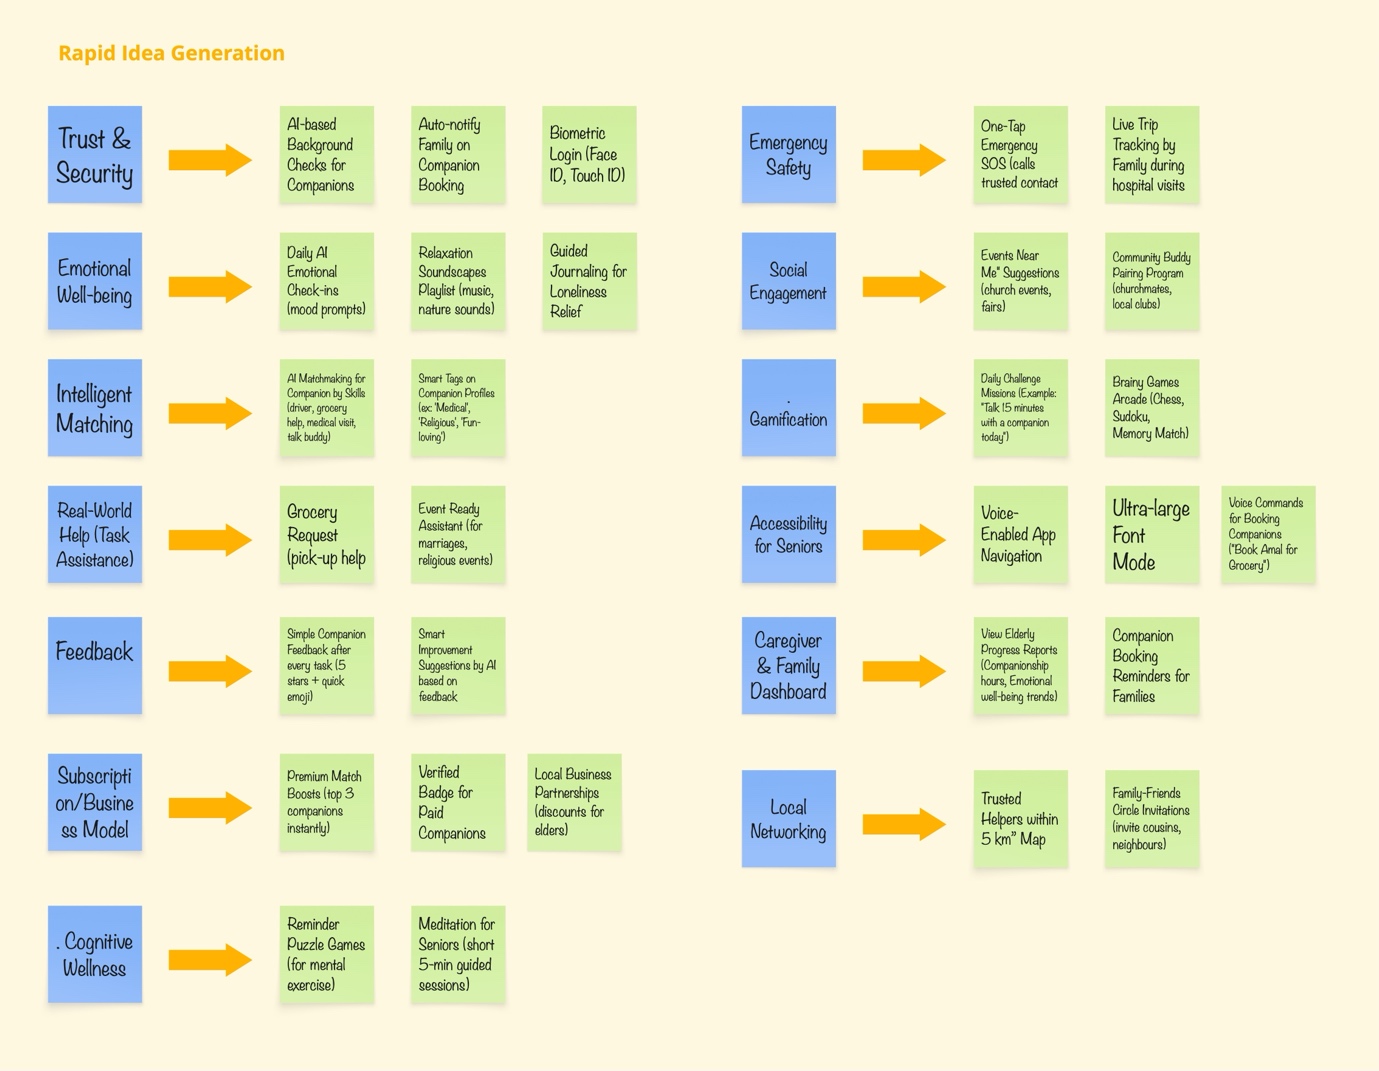 Rapid Idea Generation
Trust &
Security
AI-based
Background
Checks for
Companions
Auto-notify
Family on
Companion
Booking
Biometric
Login (Face
ID, Touch ID)
Emotional
Well-being
Daily AI
Emotional
Check-ins
(mood prompts)
Relaxation
Soundscapes
Playlist (music,
nature sounds)
Guided
Journaling for
Loneliness
Relief
Intelligent
Matching
AI Matchmaking for
Companion by Skills
(driver, grocery
help, medical visit,
talk buddy)
Smart Tags on
Companion Profiles
(ex: 'Medical',
'Religious', 'Fun-
loving')
Real-World
Help (Task
Assistance)
Grocery
Request
(pick-up help
Event Ready
Assistant (for
marriages,
religious events)
Feedback
Simple Companion
Feedback after
every task (5
stars + quick
emoji)
Smart
Improvement
Suggestions by AI
based on
feedback
Subscripti
on/Busine
ss Model
Premium Match
Boosts (top 3
companions
instantly)
Verified
Badge for
Paid
Companions
Local Business
Partnerships
(discounts for
elders)
. Cognitive
Wellness
Reminder
Puzzle Games
(for mental
exercise)
Meditation for
Seniors (short
5-min guided
sessions)
Emergency
Safety
One-Tap
Emergency
SOS (calls
trusted contact
Live Trip
Tracking by
Family during
hospital visits
Social
Engagement
Events Near
Me" Suggestions
(church events,
fairs)
Community Buddy
Pairing Program
(churchmates,
local clubs)
.
Gamification
Daily Challenge
Missions (Example:
"Talk 15 minutes
with a companion
today")
Brainy Games
Arcade (Chess,
Sudoku,
Memory Match)
Accessibility
for Seniors
Voice-
Enabled App
Navigation
Ultra-large
Font
Mode
Voice Commands
for Booking
Companions
("Book Amal for
Grocery")
Caregiver
& Family
Dashboard
View Elderly
Progress Reports
(Companionship
hours, Emotional
well-being trends)
Companion
Booking
Reminders for
Families
Local
Networking
Trusted
Helpers within
5 km” Map
Family-Friends
Circle Invitations
(invite cousins,
neighbours)